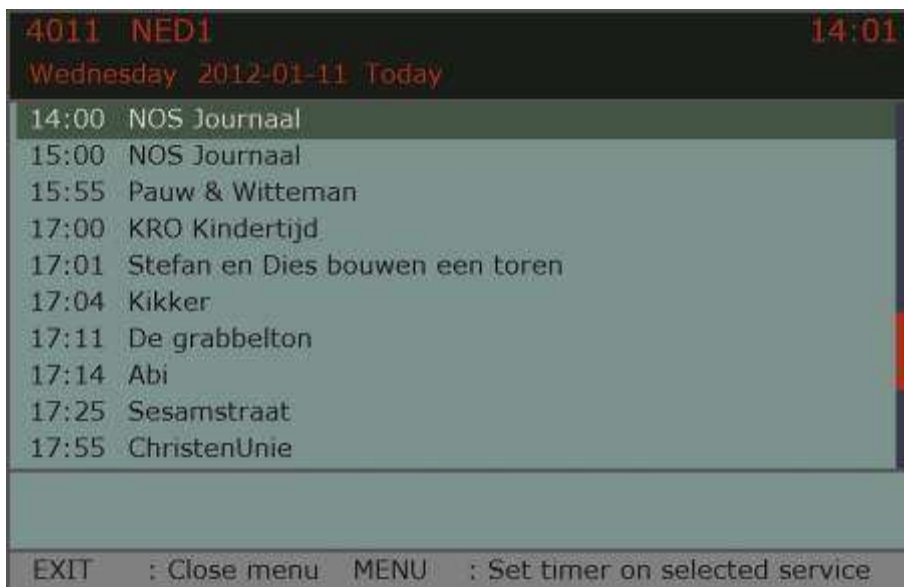 4011 NED1 14:01
Wednesday 2012-01-11 Today
14:00 NOS Journaal
15:00 NOS Journaal
15:55 Pauw & Witteman
17:00 KRO Kindertijd
17:01 Stefan en Dies bouwen een toren
17:04 Kikker
17:11 De grabbelton
17:14 Abi
17:25 Sesamstraat
17:55 ChristenUnie
EXIT : Close menu MENU : Set timer on selected service